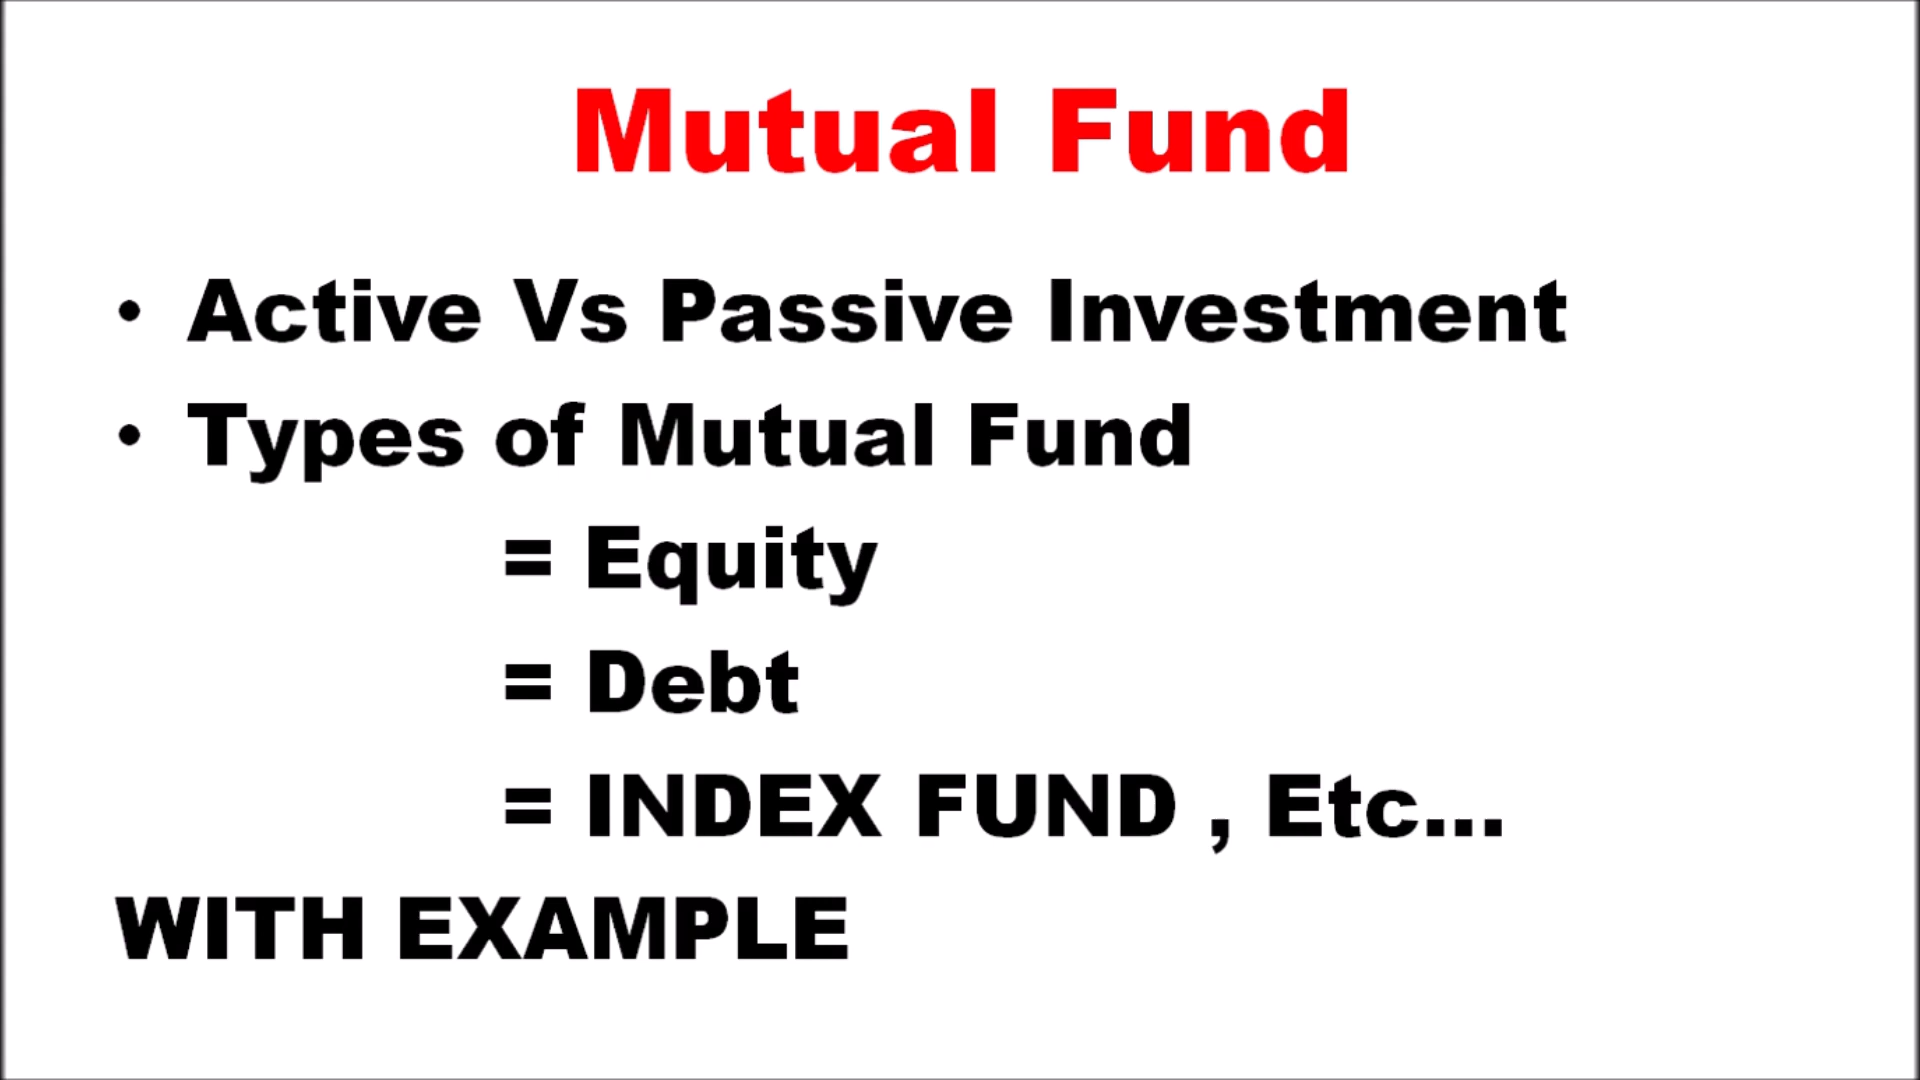 Mutual Fund
• Active Vs Passive Investment
• Types of Mutual Fund
= Equity
= Debt
= INDEX FUND , Etc...
WITH EXAMPLE